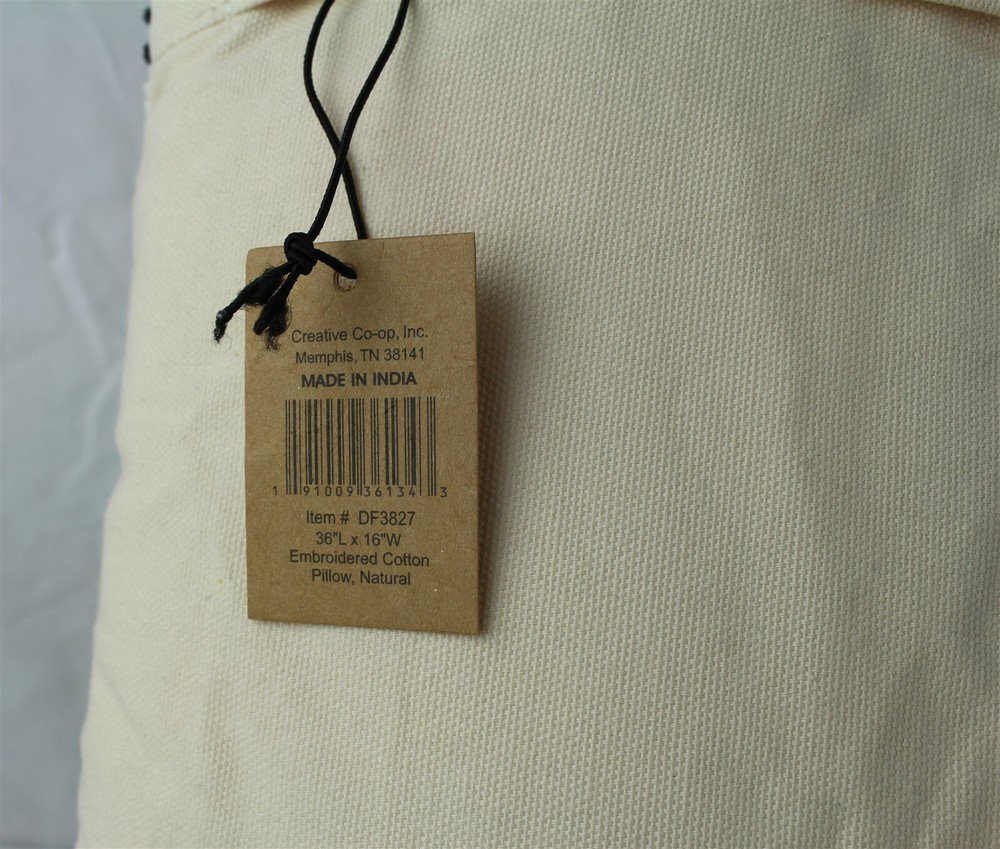 Creative Co-op, Inc.
Memphis, TN 38141
MADE IN INDIA
1 91009 36134 3
Item # DF3827
36"L x 16"W
Embroidered Cotton
Pillow, Natural